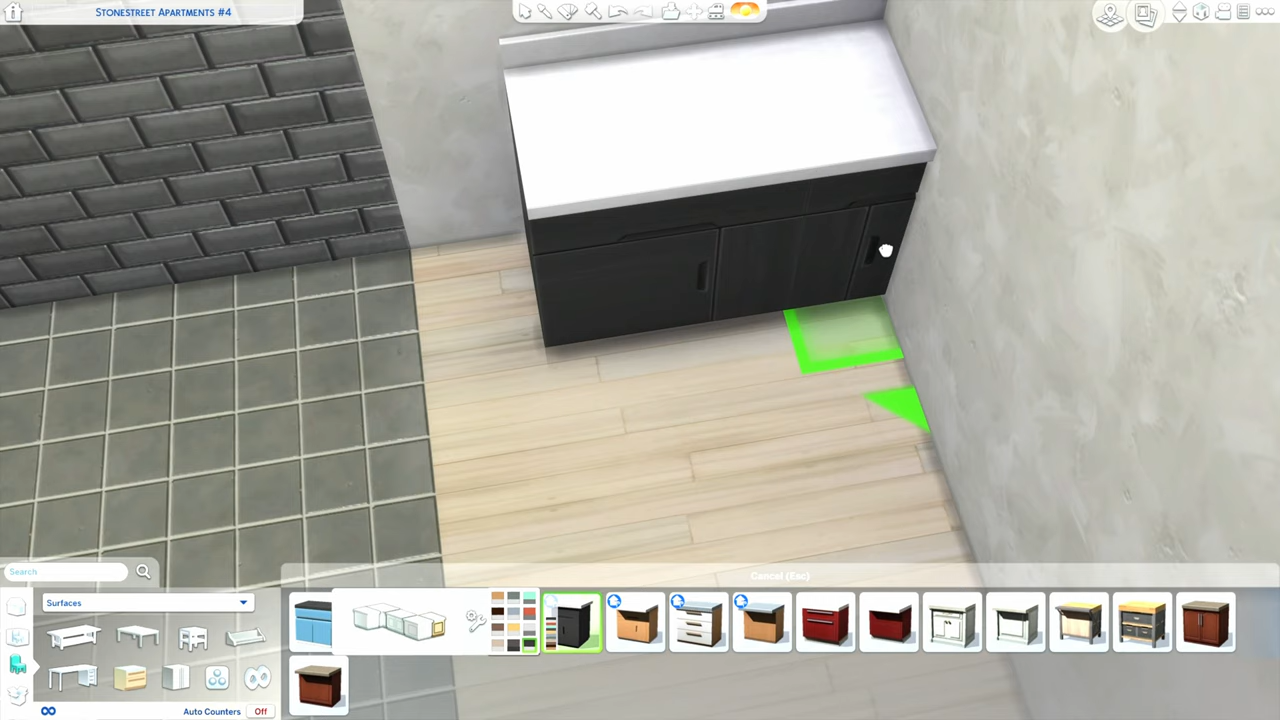 Stonestreet Apartments #4
Cancel (Esc)
Search
Surfaces
Auto Counters Off